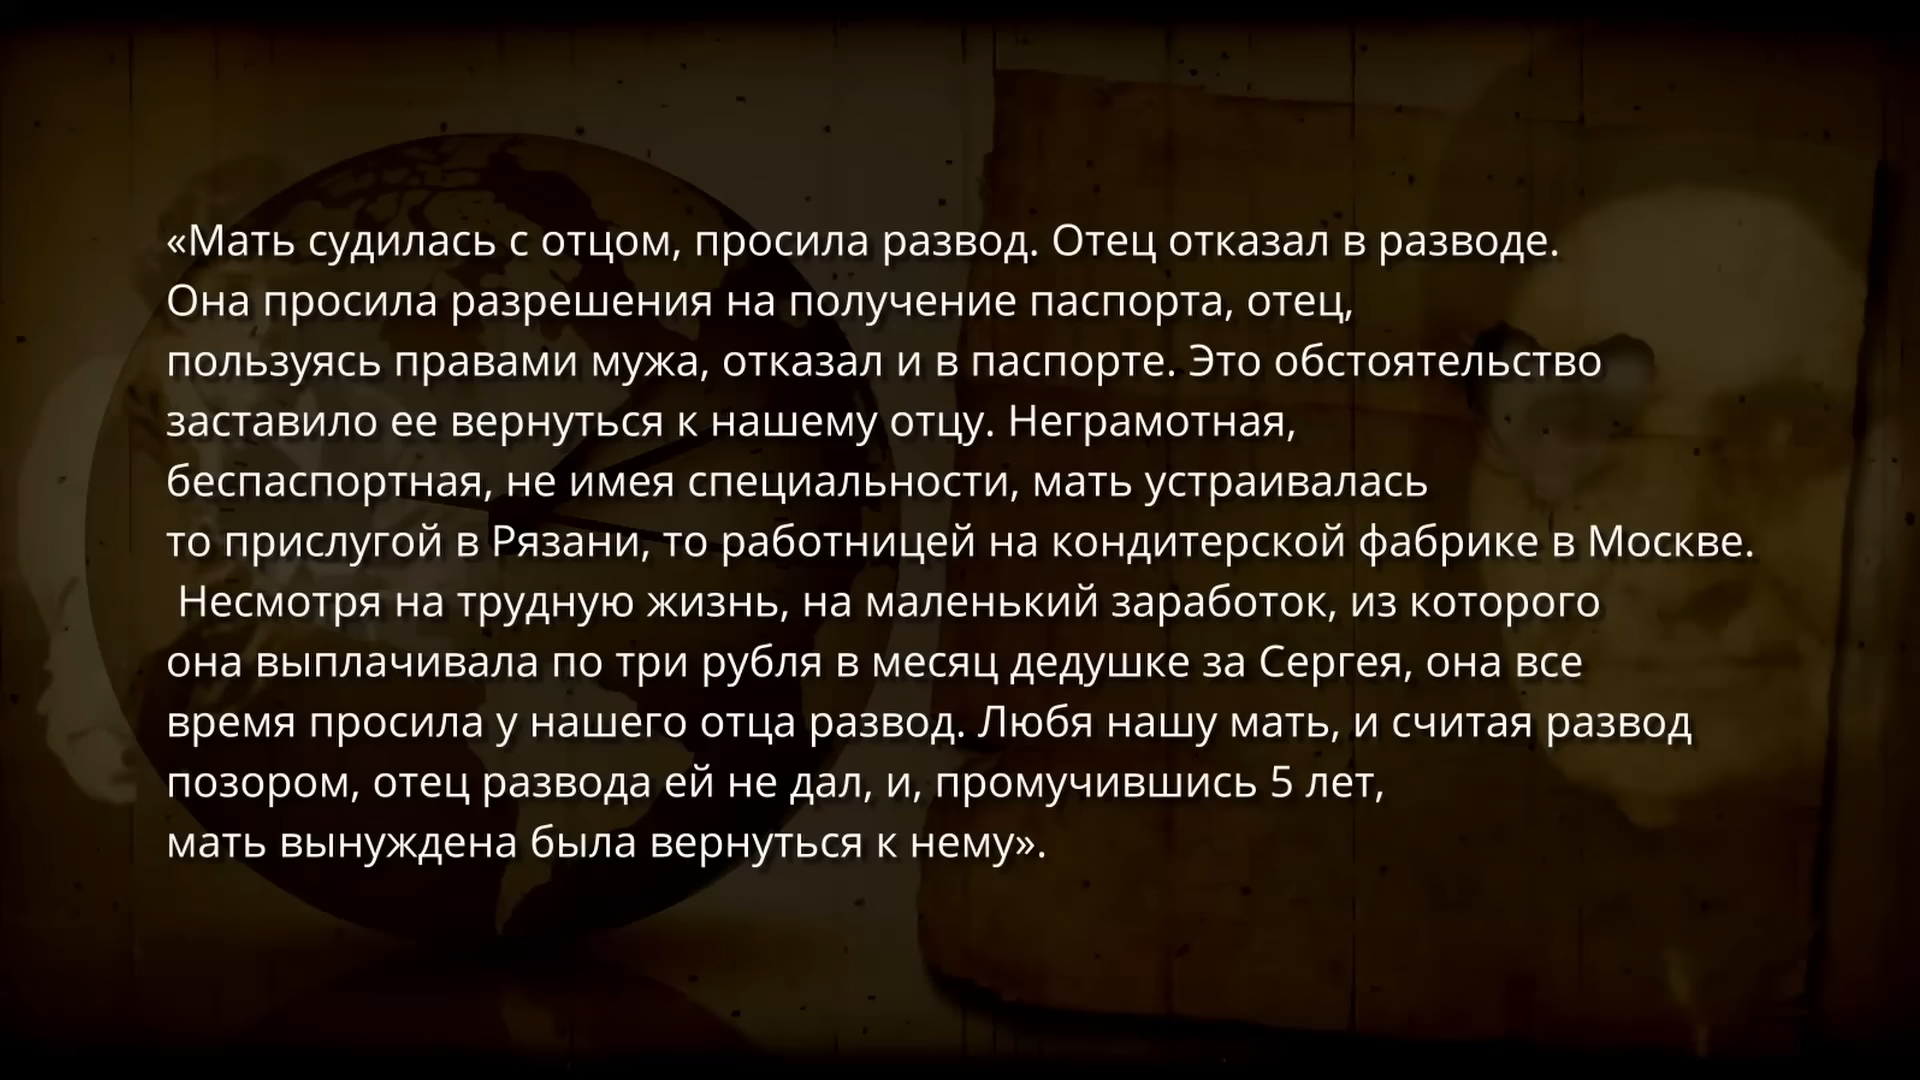 «Мать судилась с отцом, просила развод. Отец отказал в разводе.
Она просила разрешения на получение паспорта, отец,
пользуясь правами мужа, отказал и в паспорте. Это обстоятельство
заставило ее вернуться к нашему отцу. Неграмотная,
беспаспортная, не имея специальности, мать устраивалась
то прислугой в Рязани, то работницей на кондитерской фабрике в Москве.
Несмотря на трудную жизнь, на маленький заработок, из которого
она выплачивала по три рубля в месяц дедушке за Сергея, она все
время просила у нашего отца развод. Любя нашу мать, и считая развод
позором, отец развода ей не дал, и, промучившись 5 лет,
мать вынуждена была вернуться к нему».